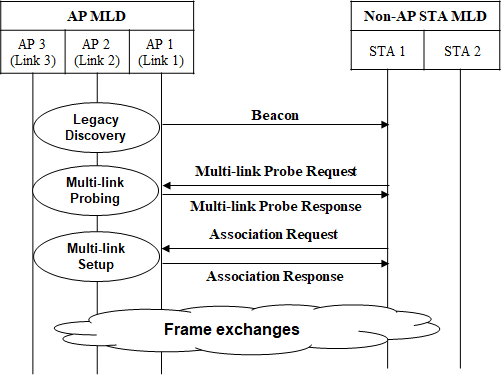 AP MLD
Non-AP STA MLD
AP 3
(Link 3)
AP 2
(Link 2)
AP 1
(Link 1)
STA 1
STA 2
Legacy
Discovery
Beacon
Multi-link
Probing
Multi-link Probe Request
Multi-link Probe Response
Multi-link
Setup
Association Request
Association Response
Frame exchanges